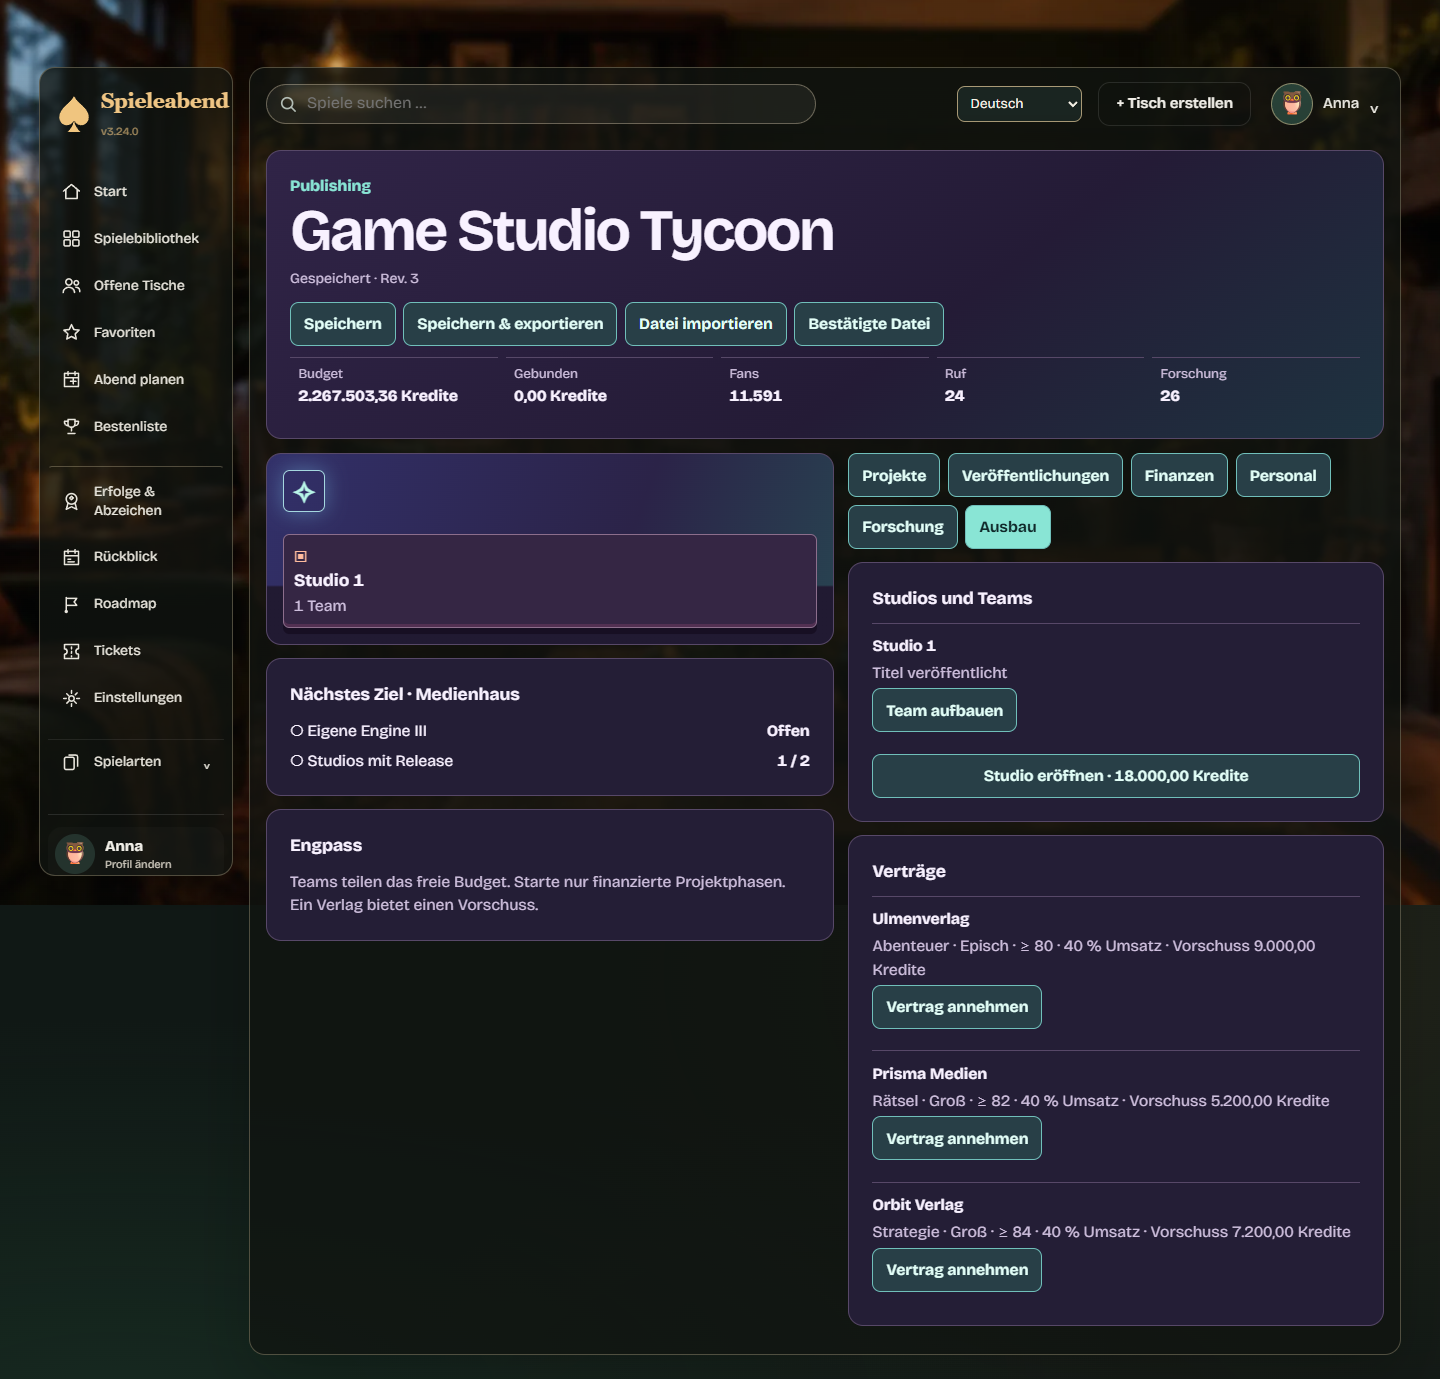 Spieleabend
v3.24.0
Start
Spielebibliothek
Offene Tische
Favoriten
Abend planen
Bestenliste
Erfolge &
Abzeichen
Rückblick
Roadmap
Tickets
Einstellungen
Spielarten
Anna
Profil ändern
Spiele suchen ...
Deutsch
+ Tisch erstellen
Anna
Publishing
Game Studio Tycoon
Gespeichert · Rev. 3
Speichern
Speichern & exportieren
Datei importieren
Bestätigte Datei
Budget
2.267.503,36 Kredite
Gebunden
0,00 Kredite
Fans
11.591
Ruf
24
Forschung
26
Studio 1
1 Team
Nächstes Ziel · Medienhaus
Eigene Engine III
Offen
Studios mit Release
1 / 2
Engpass
Teams teilen das freie Budget. Starte nur finanzierte Projektphasen.
Ein Verlag bietet einen Vorschuss.
Projekte
Veröffentlichungen
Finanzen
Personal
Forschung
Ausbau
Studios und Teams
Studio 1
Titel veröffentlicht
Team aufbauen
Studio eröffnen · 18.000,00 Kredite
Verträge
Ulmenverlag
Abenteuer · Episch · ≥ 80 · 40 % Umsatz · Vorschuss 9.000,00
Kredite
Vertrag annehmen
Prisma Medien
Rätsel · Groß · ≥ 82 · 40 % Umsatz · Vorschuss 5.200,00 Kredite
Vertrag annehmen
Orbit Verlag
Strategie · Groß · ≥ 84 · 40 % Umsatz · Vorschuss 7.200,00 Kredite
Vertrag annehmen